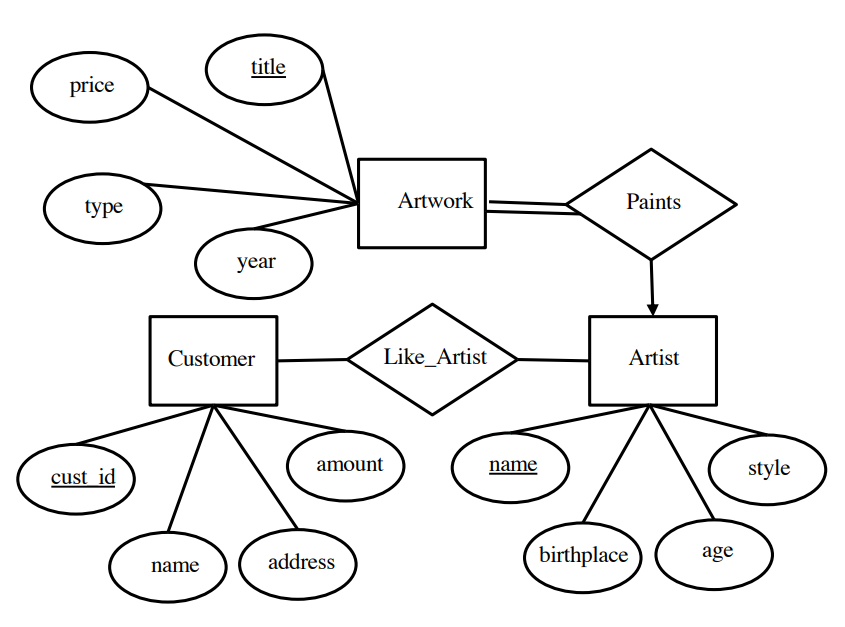 title
price
type
Artwork
Paints
year
Customer
Like_Artist
Artist
cust_id
amount
name
style
name
address
birthplace
age